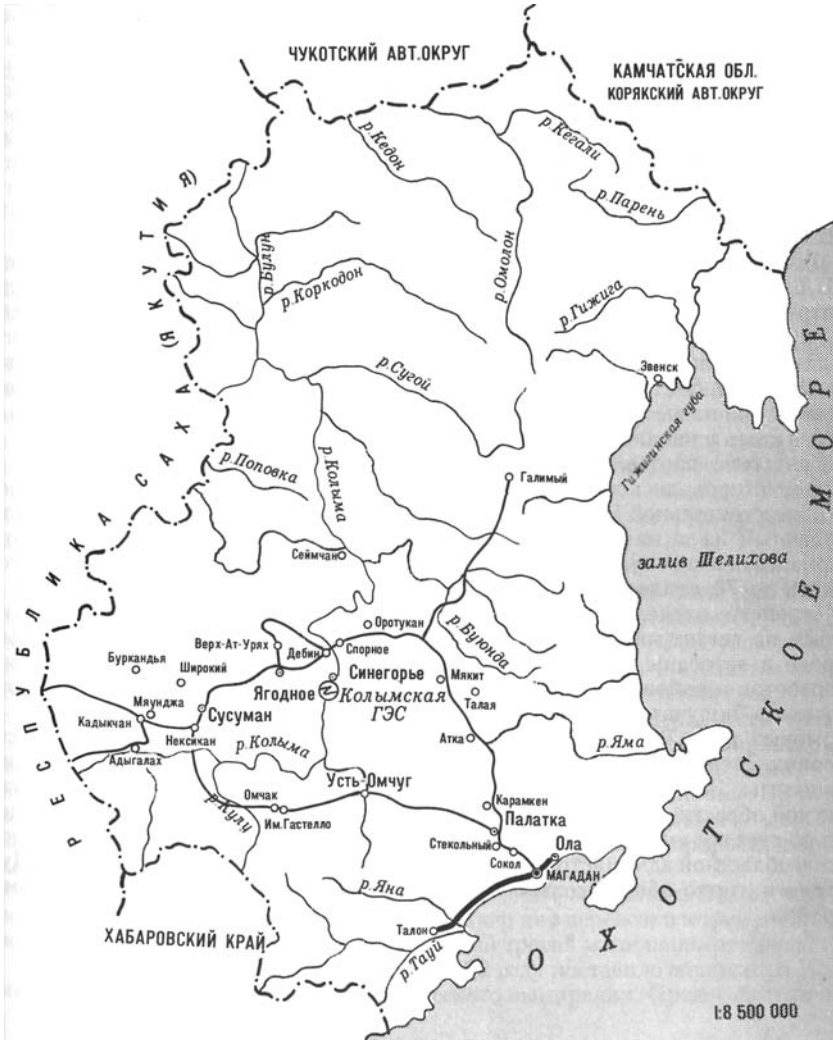 ЧУКОТСКИЙ АВТ.ОКРУГ
КАМЧАТСКАЯ ОБЛ.
КОРЯКСКИЙ АВТ.ОКРУГ
р.Кедон
р.Кегали
р.Парень
р.Омолон
р.Коркодон
р.Гижига
Эвенск
р.Сугой
Гижигинская губа
РЕСПУБЛИКА САХА (ЯКУТИЯ)
р.Поповка
р.Колыма
Галимый
Сеймчан
залив Шелихова
ОХОТСКОЕ МОРЕ
Оротукан
р.Буюнда
Верх-Ат-Урях
Дебин
Спорное
Буркандья
Широкий
Синегорье
Мякит
Ягодное
Колымская
ГЭС
Талая
Мяунджа
Сусуман
Кадыкчан
Нексикан
р.Колыма
Атка
р.Яма
Адыгалах
Усть-Омчуг
Омчак
Им.Гастелло
р.Кулу
Карамкен
Палатка
Стекольный
Ола
Сокол
МАГАДАН
р.Яна
Талон
ХАБАРОВСКИЙ КРАЙ
р.Тауй
1:8 500 000